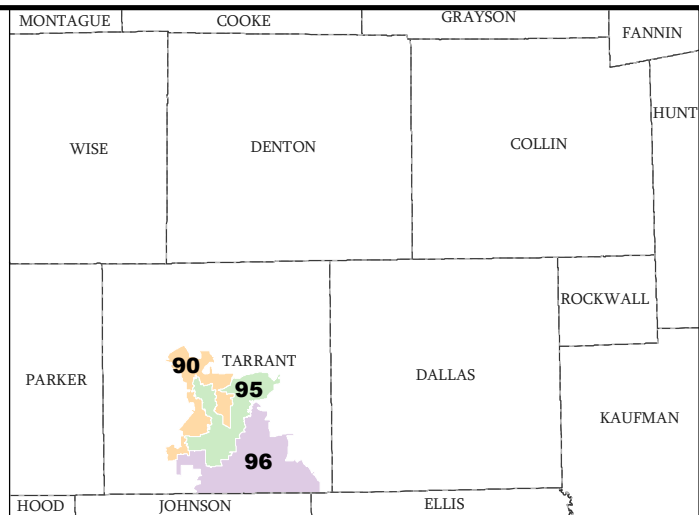 MONTAGUE
COOKE
GRAYSON
FANNIN
HUNT
WISE
DENTON
COLLIN
ROCKWALL
90
TARRANT
PARKER
95
DALLAS
KAUFMAN
96
HOOD
JOHNSON
ELLIS